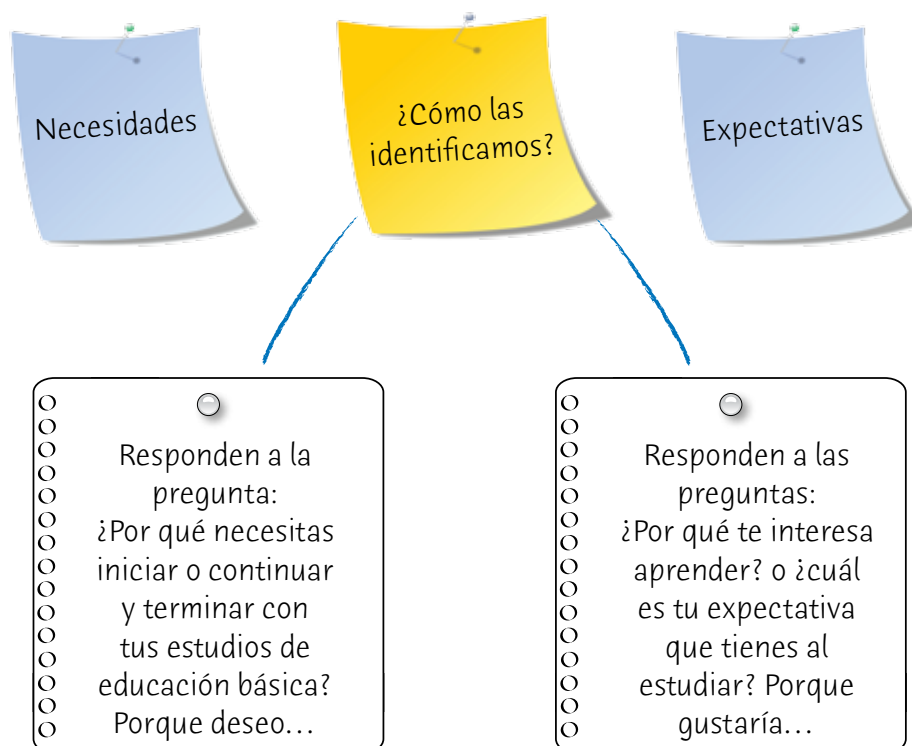 Necesidades
¿Cómo las
identificamos?
Expectativas
Responden a la
pregunta:
¿Por qué necesitas
iniciar o continuar
y terminar con
tus estudios de
educación básica?
Porque deseo...
Responden a las
preguntas:
¿Por qué te interesa
aprender? o ¿cuál
es tu expectativa
que tienes al
estudiar? Porque
gustaría...